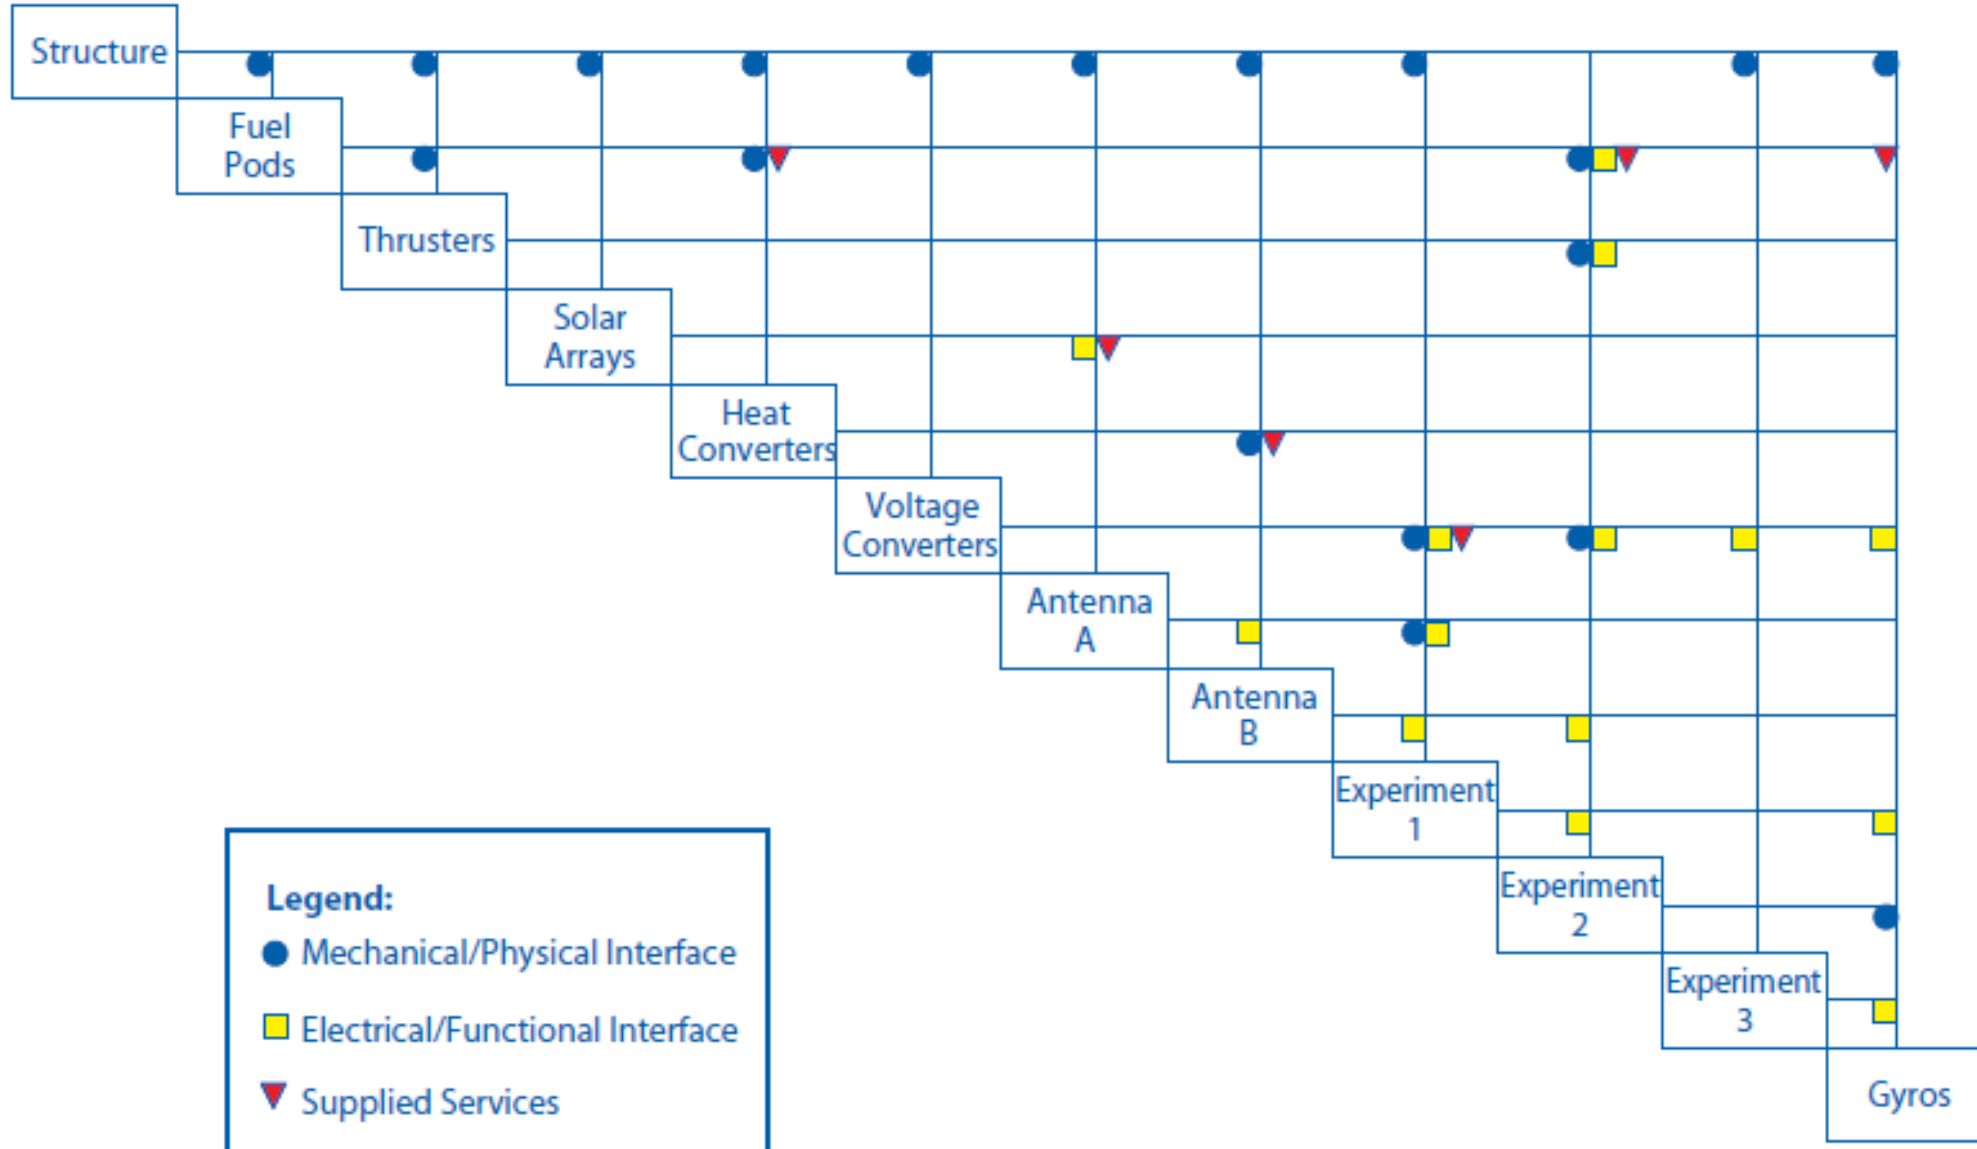 Structure
Fuel
Pods
Thrusters
Solar
Arrays
Heat
Converters
Voltage
Converters
Antenna
A
Antenna
B
Experiment
1
Experiment
2
Experiment
3
Gyros
Legend:
Mechanical/Physical Interface
Electrical/Functional Interface
Supplied Services